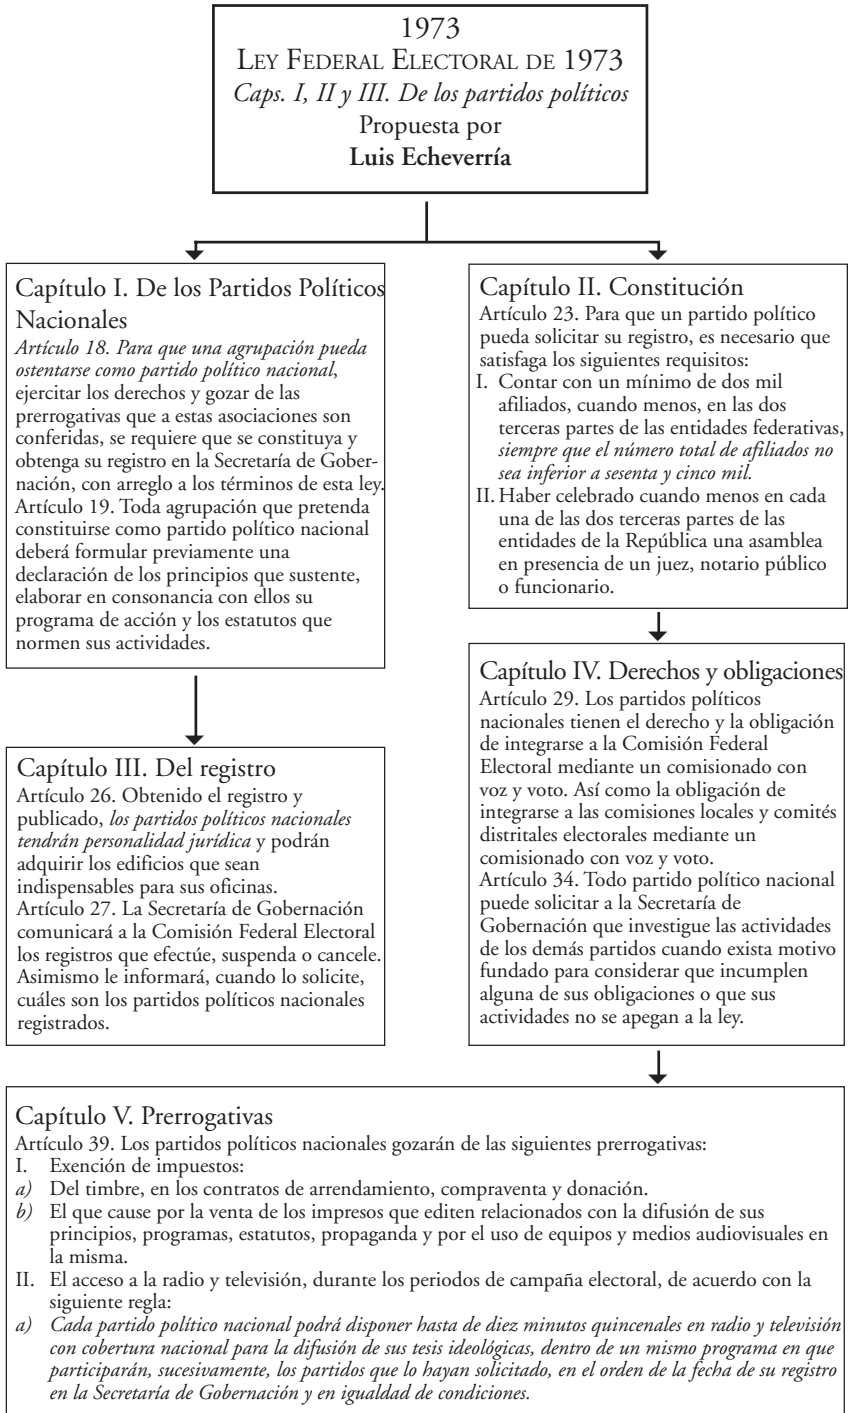 1973
LEY FEDERAL ELECTORAL DE 1973
Caps. I, II y III. De los partidos políticos
Propuesta por
Luis Echeverría
Capítulo I. De los Partidos Políticos
Nacionales
Artículo 18. Para que una agrupación pueda
ostentarse como partido político nacional,
ejercitar los derechos y gozar de las
prerrogativas que a estas asociaciones son
conferidas, se requiere que se constituya y
obtenga su registro en la Secretaría de Gober-
nación, con arreglo a los términos de esta ley.
Artículo 19. Toda agrupación que pretenda
constituirse como partido político nacional
deberá formular previamente una
declaración de los principios que sustente,
elaborar en consonancia con ellos su
programa de acción y los estatutos que
normen sus actividades.
Capítulo II. Constitución
Artículo 23. Para que un partido político
pueda solicitar su registro, es necesario que
satisfaga los siguientes requisitos:
I. Contar con un mínimo de dos mil
afiliados, cuando menos, en las dos
terceras partes de las entidades federativas,
siempre que el número total de afiliados no
sea inferior a sesenta y cinco mil.
II. Haber celebrado cuando menos en cada
una de las dos terceras partes de las
entidades de la República una asamblea
en presencia de un juez, notario público
o funcionario.
Capítulo III. Del registro
Artículo 26. Obtenido el registro y
publicado, los partidos políticos nacionales
tendrán personalidad jurídica y podrán
adquirir los edificios que sean
indispensables para sus oficinas.
Artículo 27. La Secretaría de Gobernación
comunicará a la Comisión Federal Electoral
los registros que efectúe, suspenda o cancele.
Asimismo le informará, cuando lo solicite,
cuáles son los partidos políticos nacionales
registrados.
Capítulo IV. Derechos y obligaciones
Artículo 29. Los partidos políticos
nacionales tienen el derecho y la obligación
de integrarse a la Comisión Federal
Electoral mediante un comisionado con
voz y voto. Así como la obligación de
integrarse a las comisiones locales y comités
distritales electorales mediante un
comisionado con voz y voto.
Artículo 34. Todo partido político nacional
puede solicitar a la Secretaría de
Gobernación que investigue las actividades
de los demás partidos cuando exista motivo
fundado para considerar que incumplen
alguna de sus obligaciones o que sus
actividades no se apegan a la ley.
Capítulo V. Prerrogativas
Artículo 39. Los partidos políticos nacionales gozarán de las siguientes prerrogativas:
I. Exención de impuestos:
a) Del timbre, en los contratos de arrendamiento, compraventa y donación.
b) El que cause por la venta de los impresos que editen relacionados con la difusión de sus
principios, programas, estatutos, propaganda y por el uso de equipos y medios audiovisuales en
la misma.
II. El acceso a la radio y televisión, durante los periodos de campaña electoral, de acuerdo con la
siguiente regla:
a) Cada partido político nacional podrá disponer hasta de diez minutos quincenales en radio y televisión
con cobertura nacional para la difusión de sus tesis ideológicas, dentro de un mismo programa en que
participarán, sucesivamente, los partidos que lo hayan solicitado, en el orden de la fecha de su registro
en la Secretaría de Gobernación y en igualdad de condiciones.